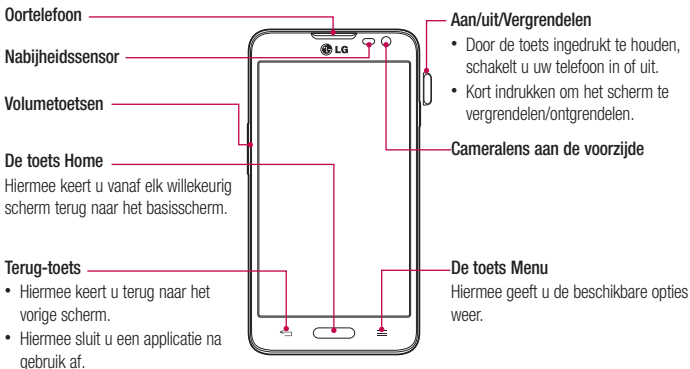 Oortelefoon
Nabijheidssensor
Volumetoetsen
De toets Home
Hiermee keert u vanaf elk willekeurig
scherm terug naar het basisscherm.
Terug-toets
• Hiermee keert u terug naar het
vorige scherm.
• Hiermee sluit u een applicatie na
gebruik af.
LG
Aan/uit/Vergrendelen
• Door de toets ingedrukt te houden,
schakelt u uw telefoon in of uit.
• Kort indrukken om het scherm te
vergrendelen/ontgrendelen.
Cameralens aan de voorzijde
De toets Menu
Hiermee geeft u de beschikbare opties
weer.